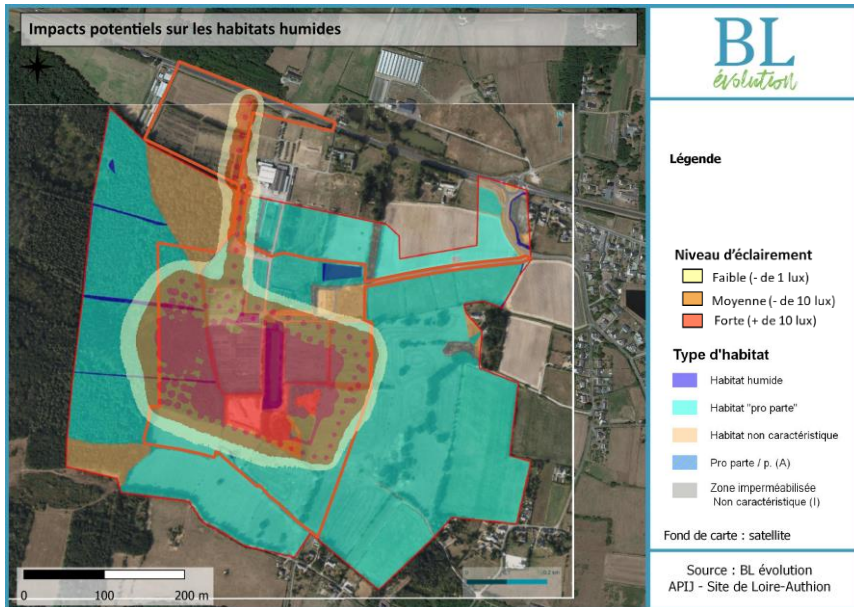 Impacts potentiels sur les habitats humides
BL
évolution
Légende
Niveau d'éclairement
Faible (- de 1 lux)
Moyenne (- de 10 lux)
Forte (+ de 10 lux)
Type d'habitat
Habitat humide
Habitat "pro parte"
Habitat non caractéristique
Pro parte / p. (A)
Zone imperméabilisée
Non caractéristique (I)
Fond de carte : satellite
Source : BL évolution
APIJ - Site de Loire-Authion
0 100 200 m